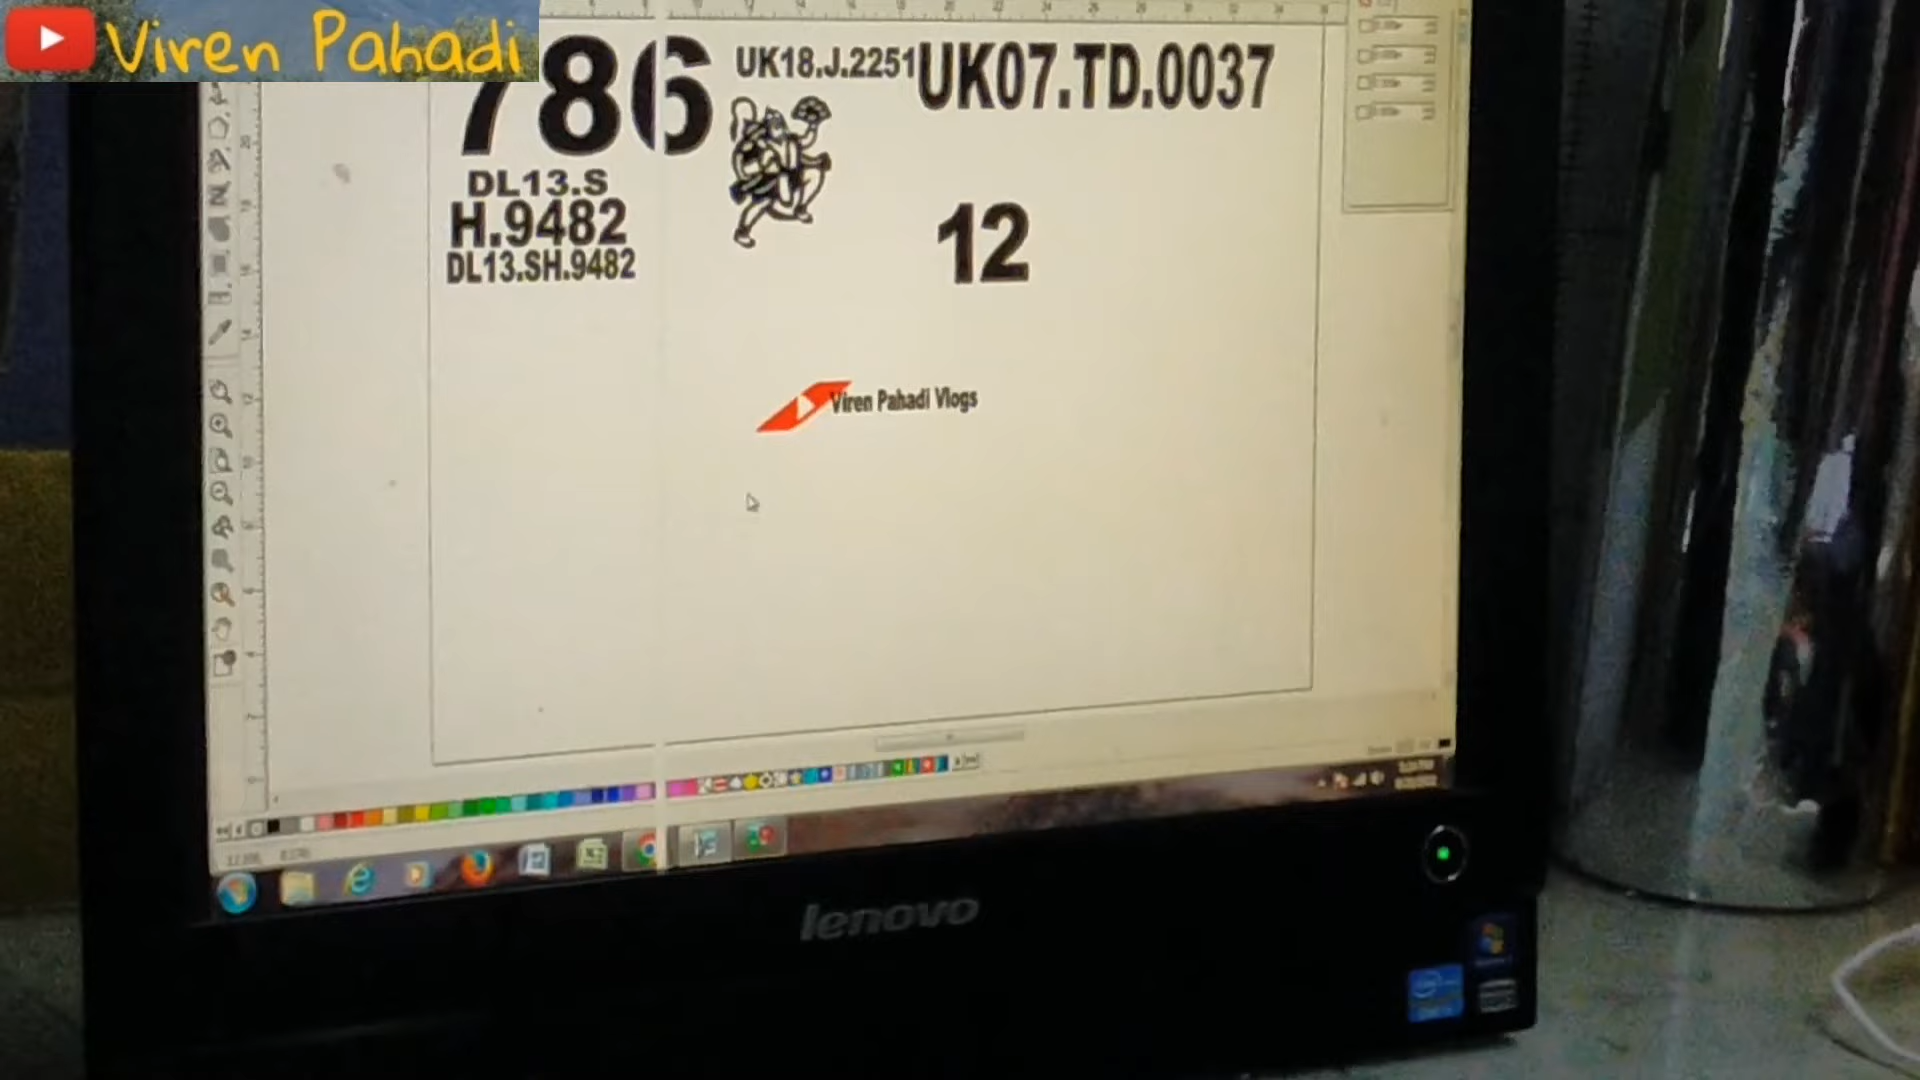 Viren Pahadi
786
UK18.J.2251
UK07.TD.0037
DL13.S
H.9482
DL13.SH.9482
12
Viren Pahadi Vlogs
lenovo